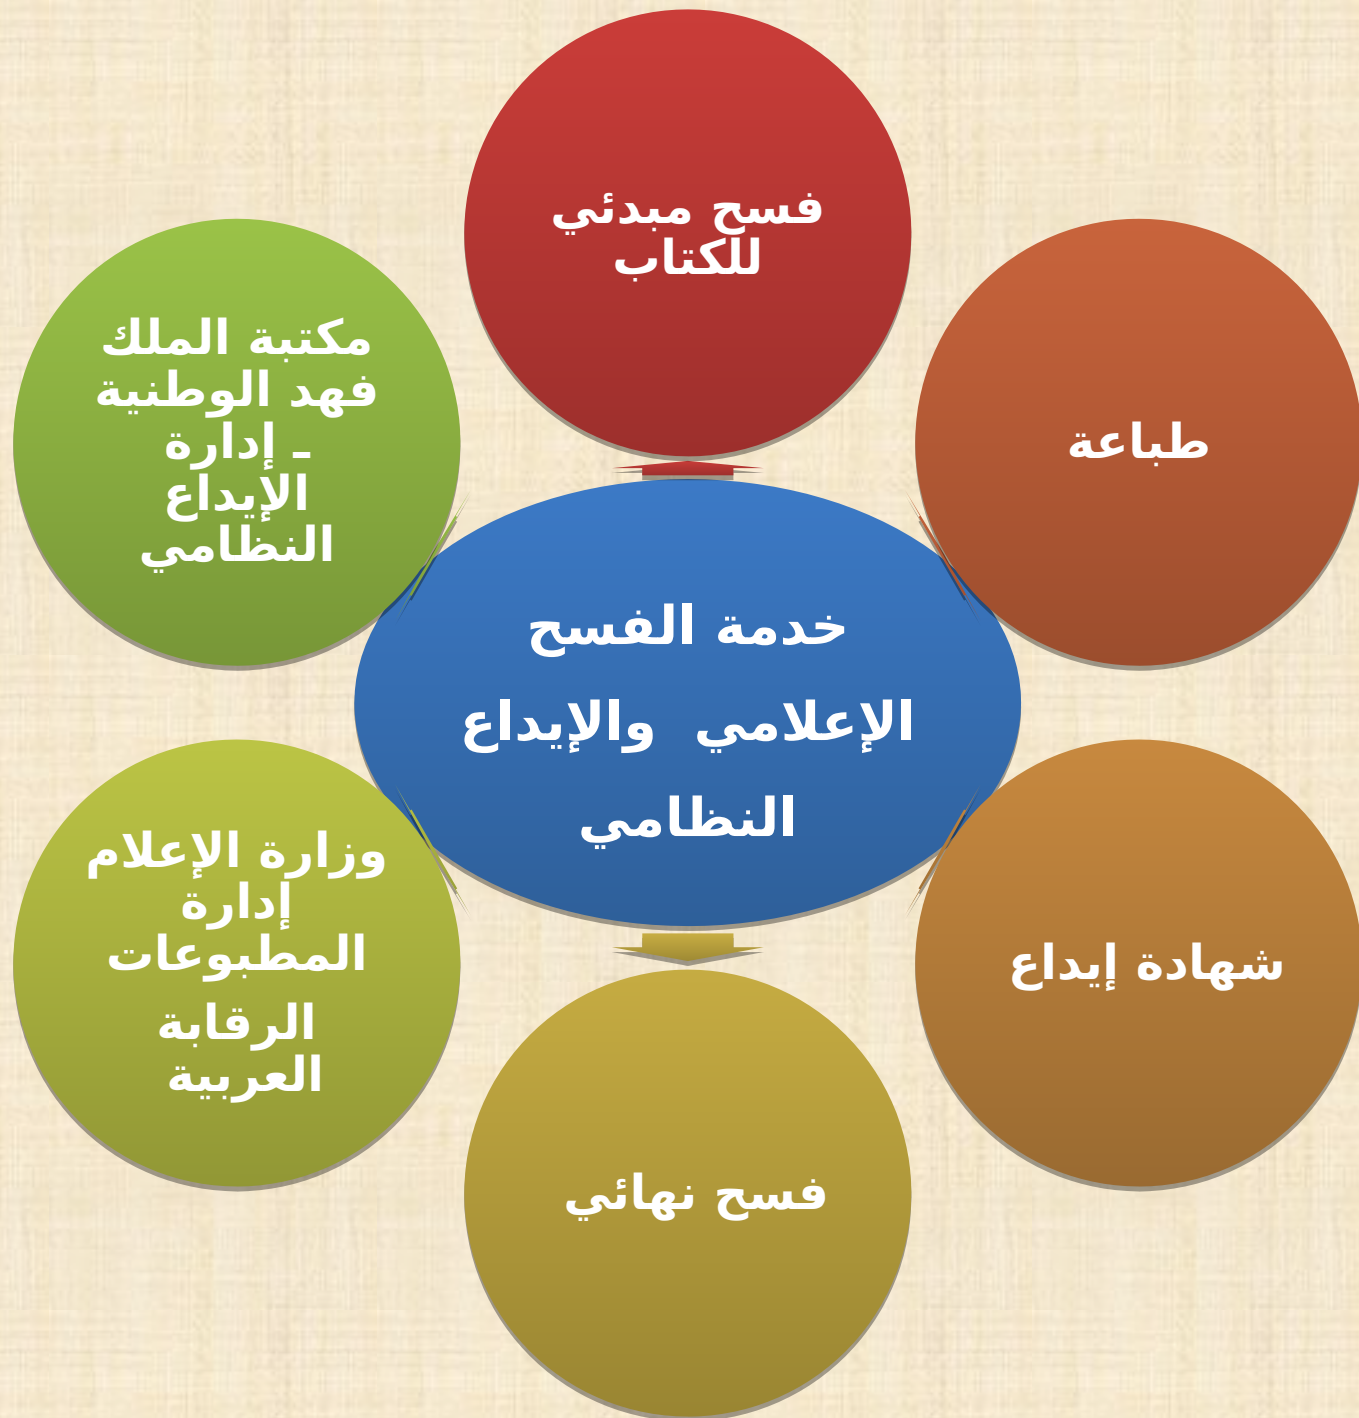 فسح مبدئي
للكتاب
طباعة
مكتبة الملك
فهد الوطنية
ـ إدارة
الإيداع
النظامي
خدمة الفسح
الإعلامي  والإيداع
النظامي
شهادة إيداع
وزارة الإعلام
إدارة
المطبوعات
الرقابة
العربية
فسح نهائي